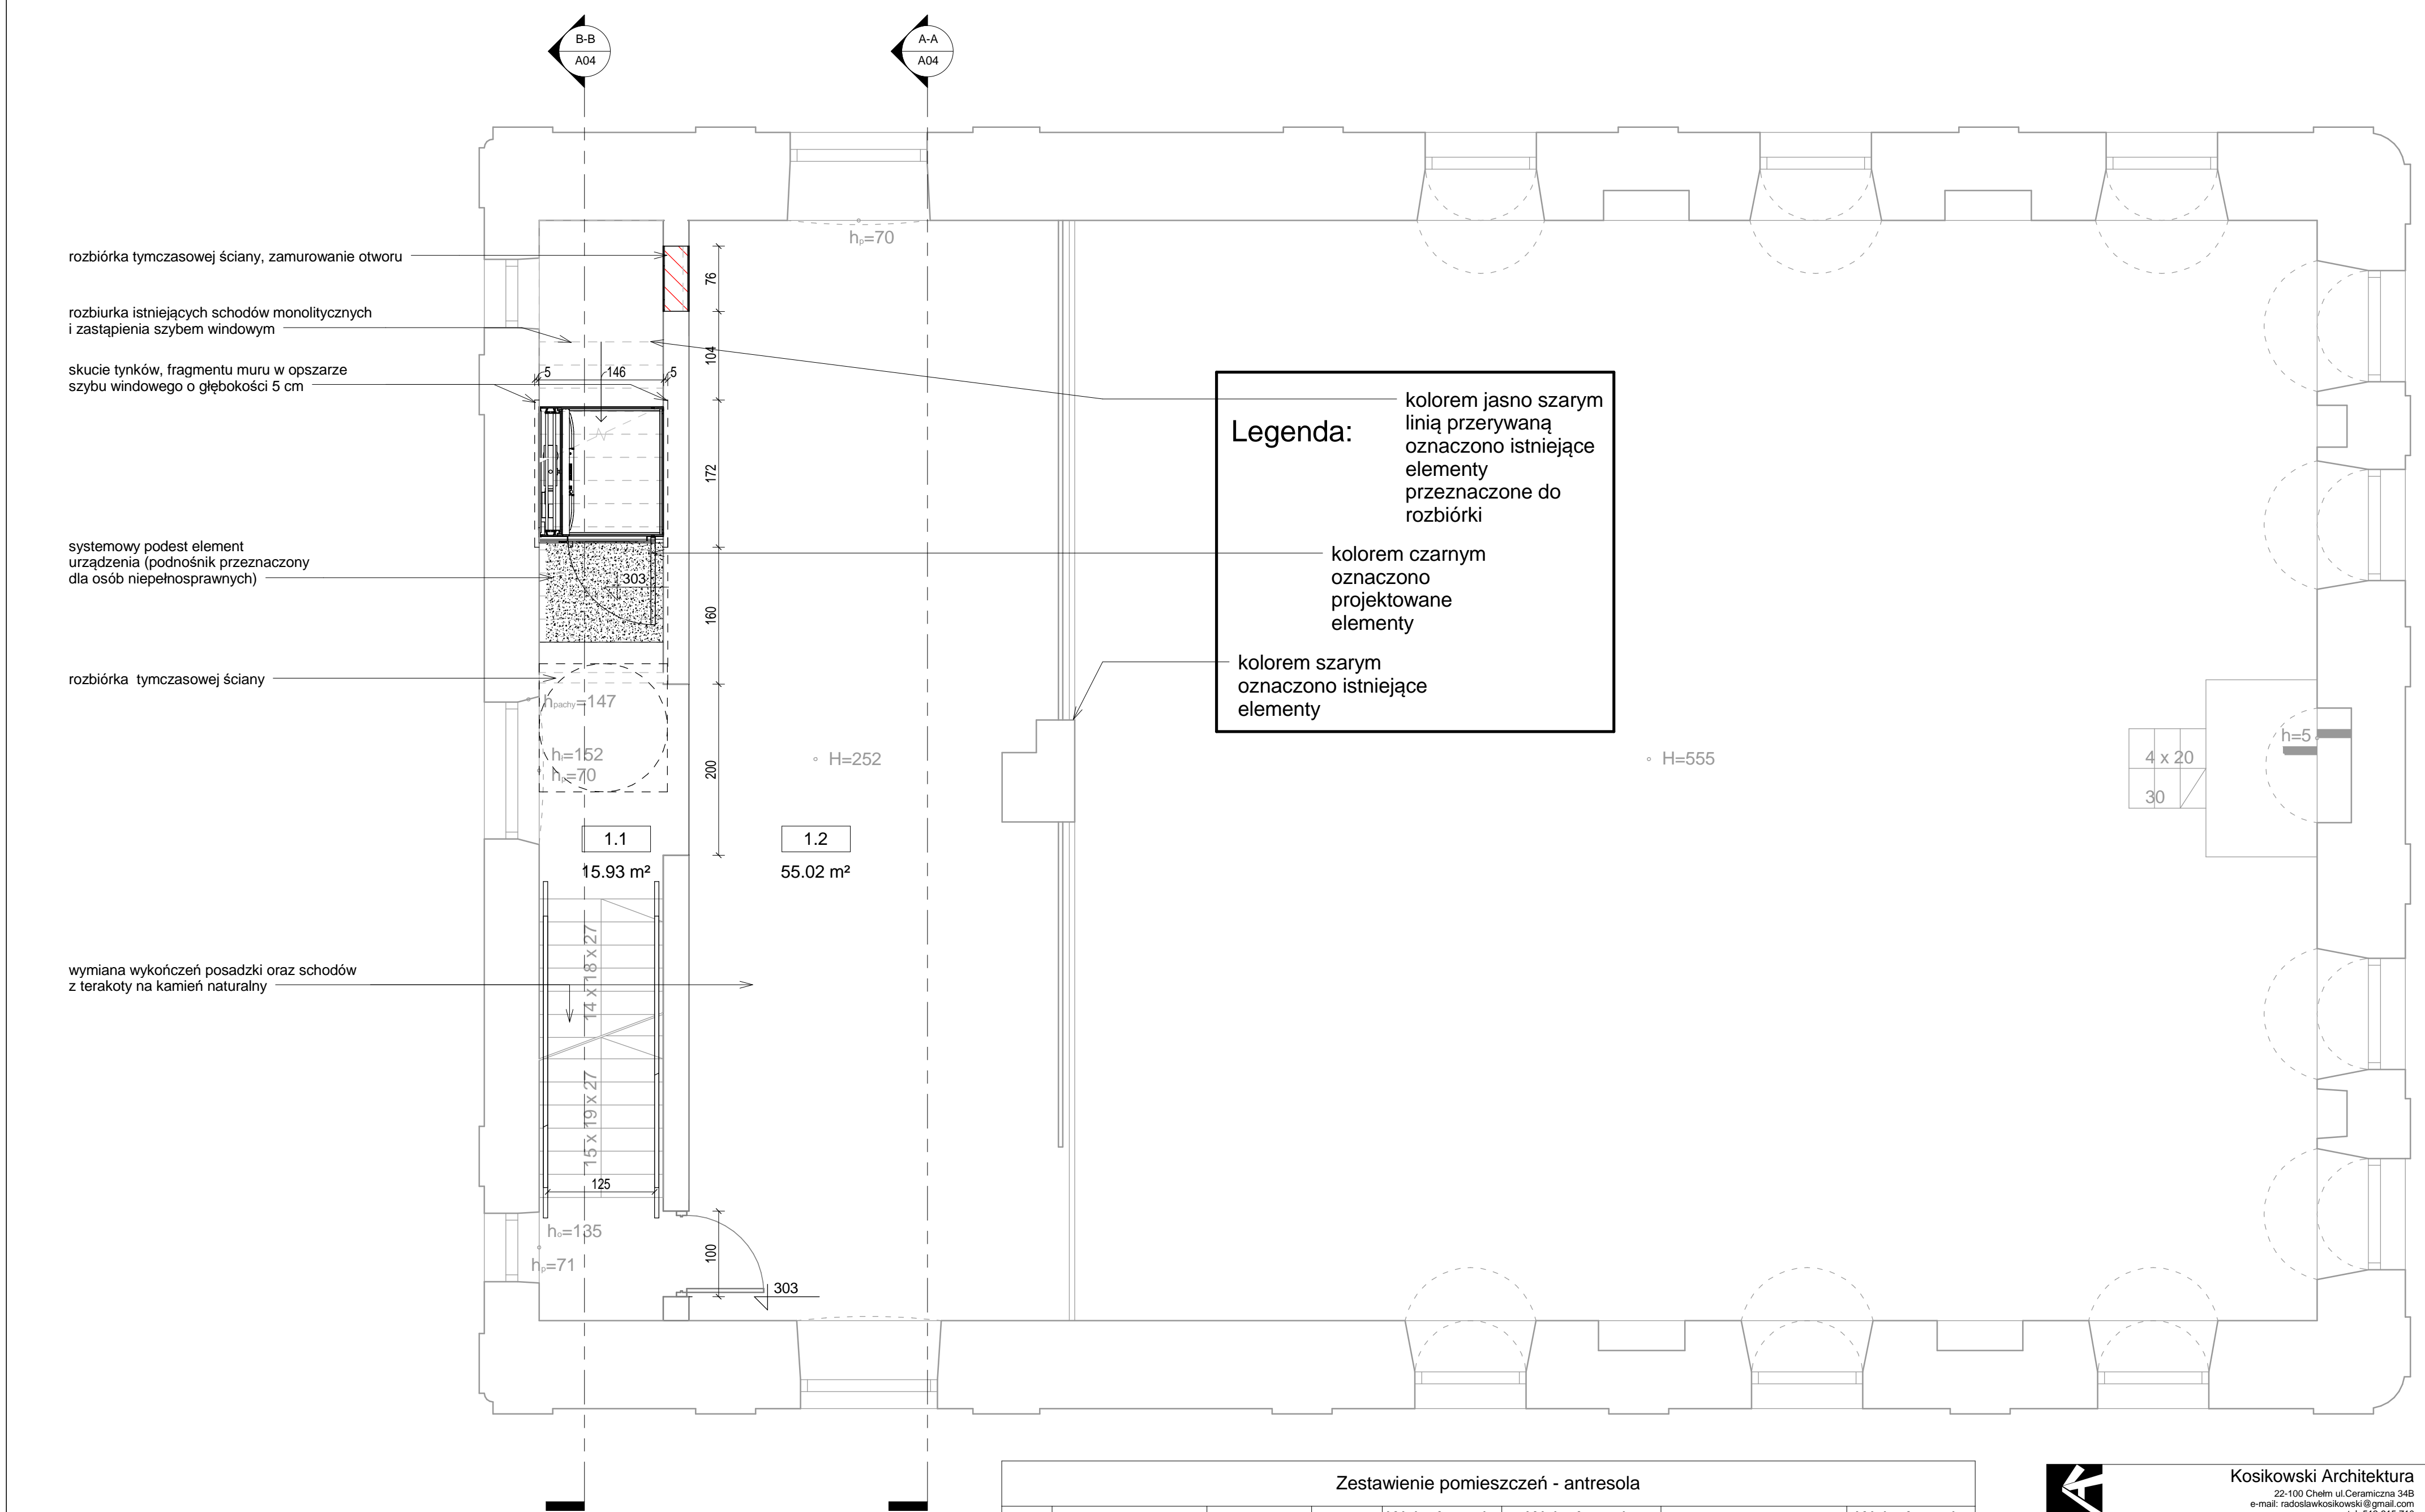 B-B
A04
A-A
A04
rozbiórka tymczasowej ściany, zamurowanie otworu
rozbiurka istniejących schodów monolitycznych
i zastąpienia szybem windowym
skucie tynków, fragmentu muru w opszarze
szybu windowego o głębokości 5 cm
systemowy podest element
urządzenia (podnośnik przeznaczony
dla osób niepełnosprawnych)
rozbiórka tymczasowej ściany
wymiana wykończeń posadzki oraz schodów
z terakoty na kamień naturalny
hp=70
76
104
5
146
5
172
303
160
hpachy=147
200
hp=70
H=252
1.1
15.93 m²
1.2
55.02 m²
14 x 18 x 27
15 x 19 x 27
125
ho=135
hp=71
100
303
Legenda:
kolorem jasno szarym
linią przerywaną
oznaczono istniejące
elementy
przeznaczone do
rozbiórki
kolorem czarnym
oznaczono
projektowane
elementy
kolorem szarym
oznaczono istniejące
elementy
H=555
h=5
4 x 20
30
Zestawienie pomieszczeń - antresola
Kosikowski Architektura
22-100 Chełm ul.Ceramiczna 34B
e-mail: radoslawkosikowski@gmail.com